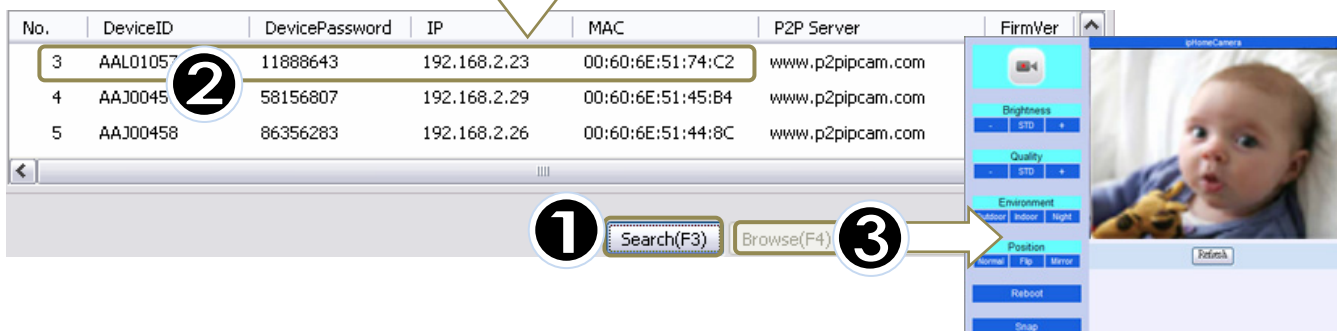 No. DeviceID DevicePassword IP MAC P2P Server FirmVer
3 AAL01057 11888643 192.168.2.23 00:60:6E:51:74:C2 www.p2pipcam.com
2
4 AAJ0045 58156807 192.168.2.29 00:60:6E:51:45:B4 www.p2pipcam.com
5 AAJ00458 86356283 192.168.2.26 00:60:6E:51:44:8C www.p2pipcam.com
1 Search(F3) Browse(F4) 3
ipHomeCamera
Brightness
- STD +
Quality
- STD +
Environment
Outdoor Indoor Night
Position
Normal Flip Mirror
Refresh
Reboot
Snap